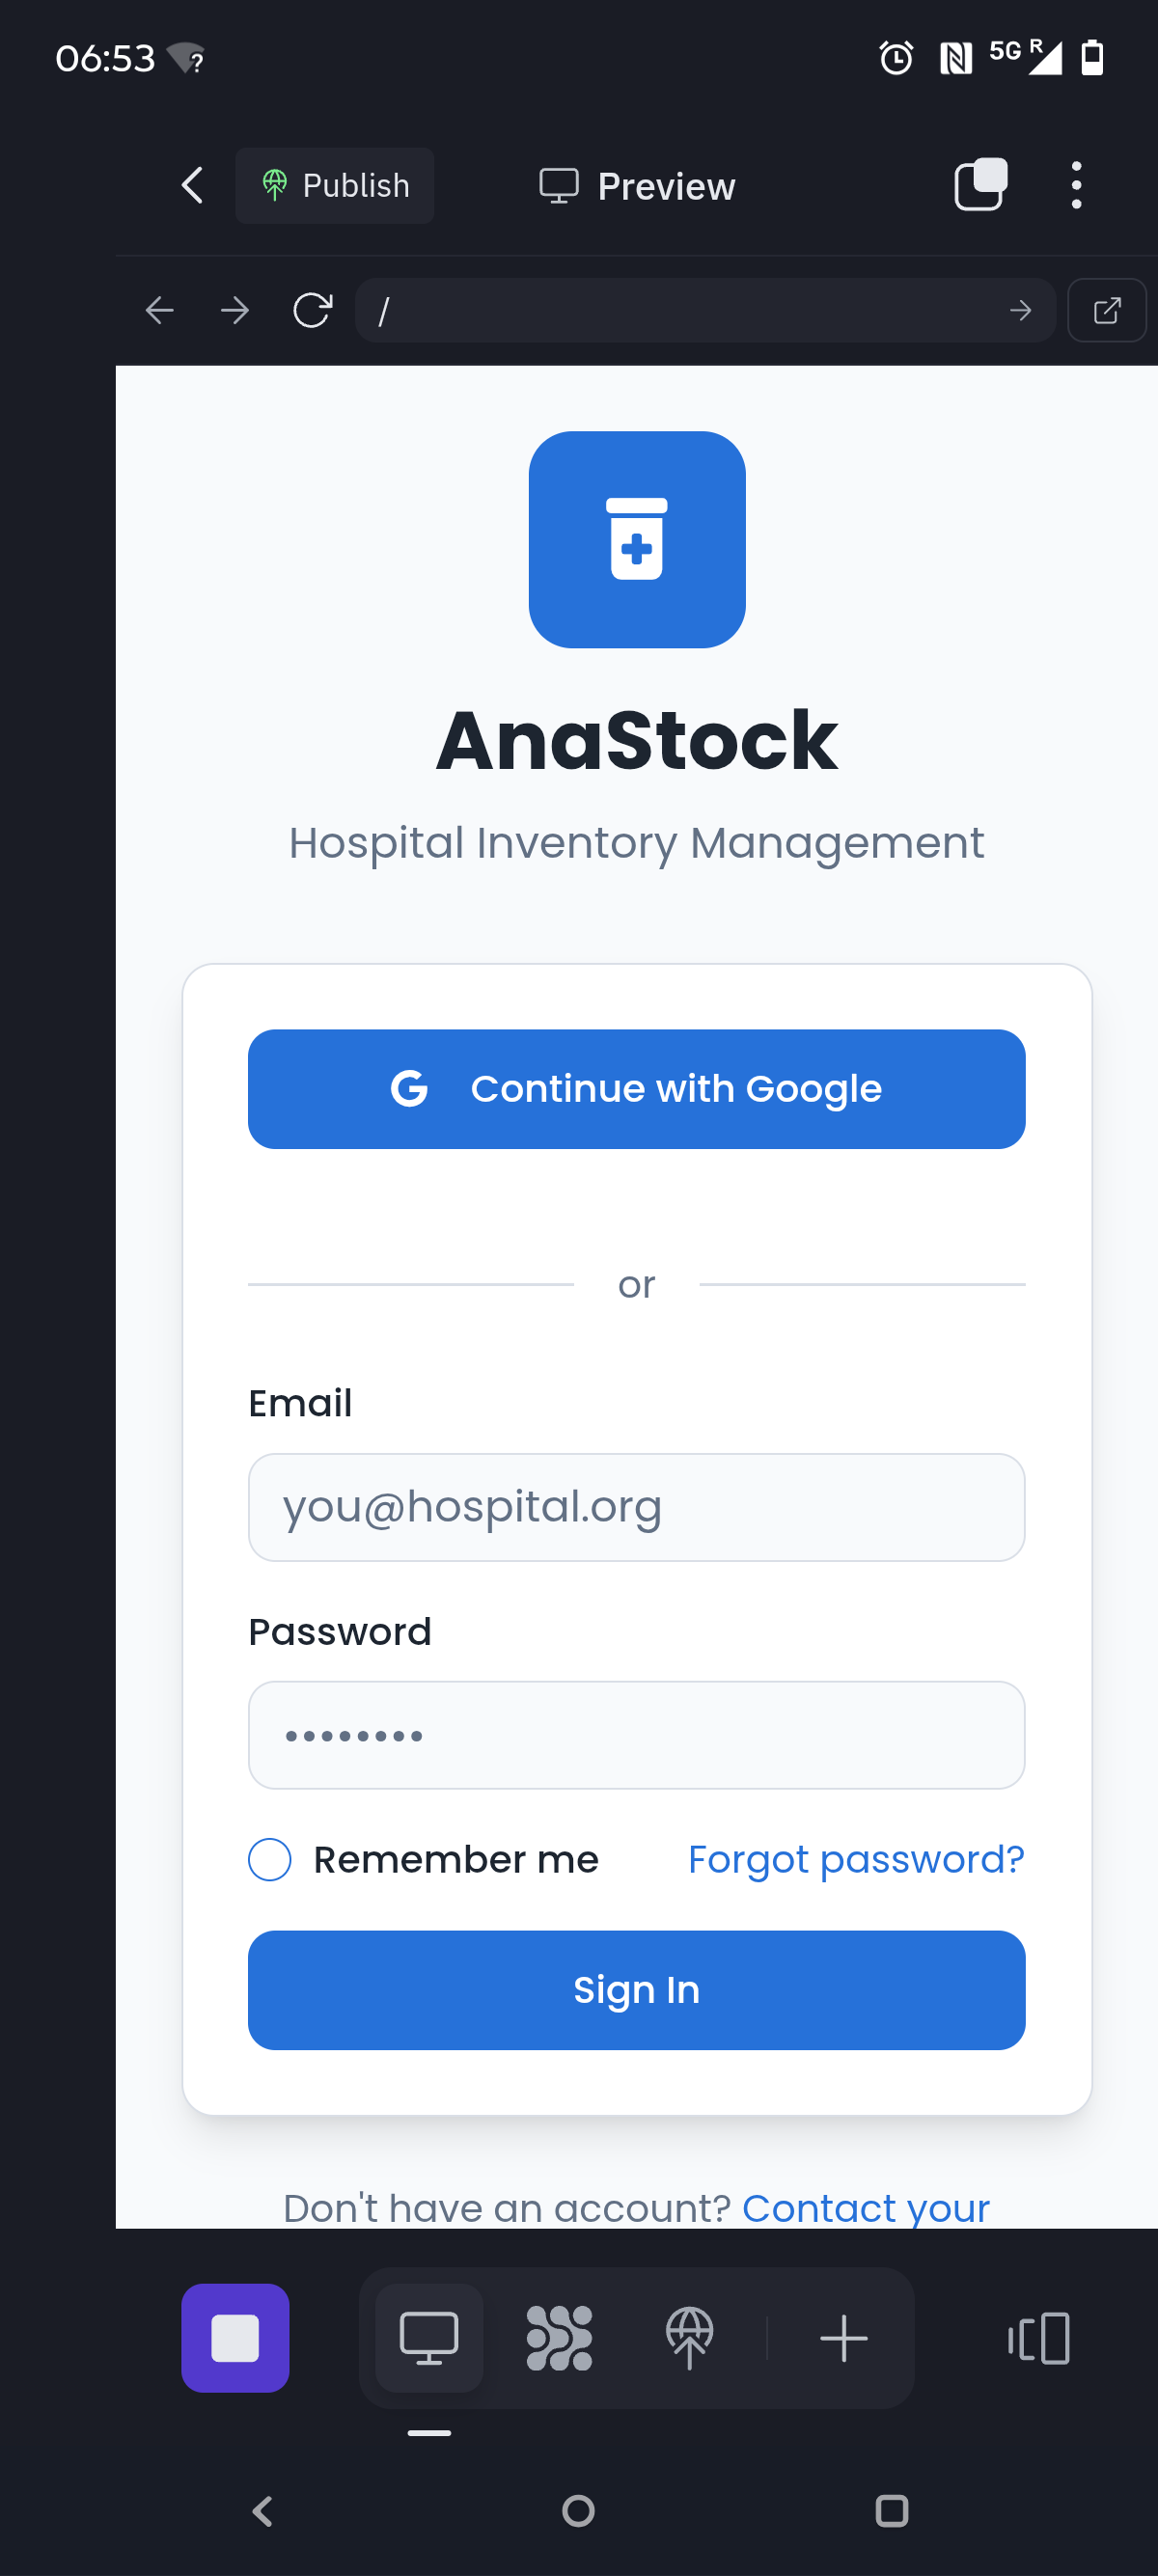 06:53
5G R
Publish
Preview
/
AnaStock
Hospital Inventory Management
G Continue with Google
or
Email
you@hospital.org
Password
••••••••
Remember me Forgot password?
Sign In
Don't have an account? Contact your